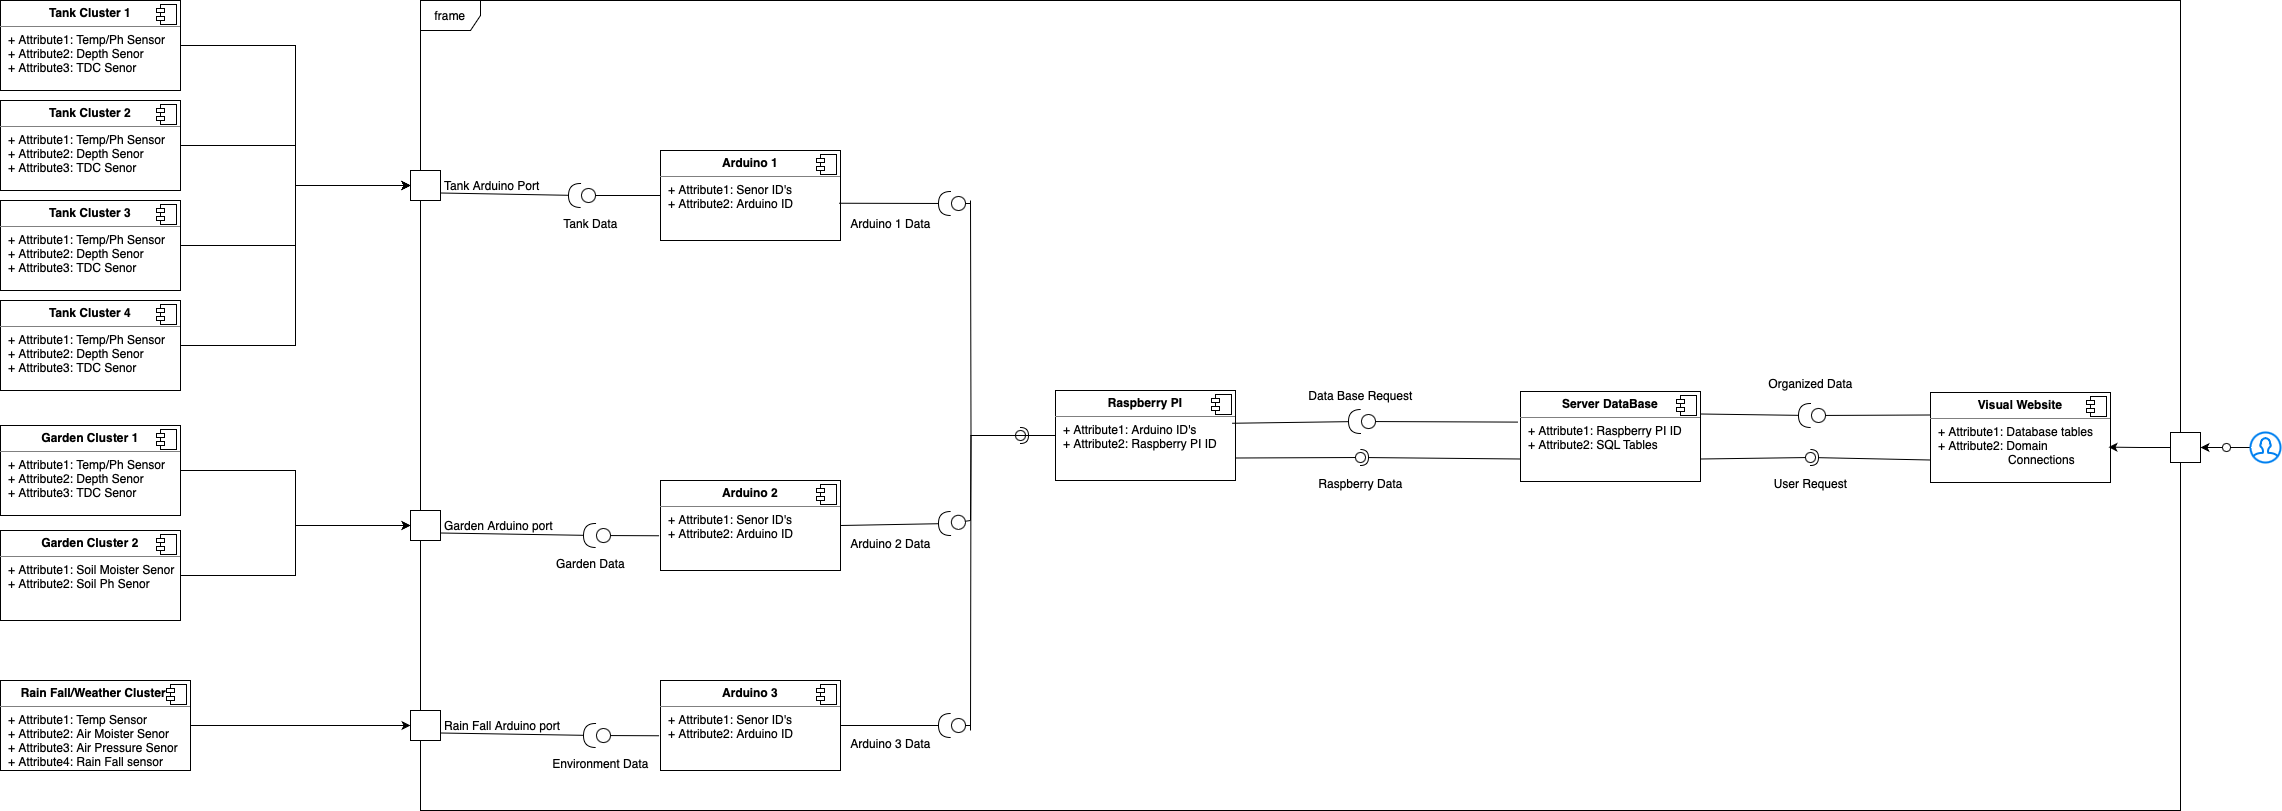 Tank Cluster 1
+ Attribute1: Temp/Ph Sensor
+ Attribute2: Depth Senor
+ Attribute3: TDC Senor
Tank Cluster 2
+ Attribute1: Temp/Ph Sensor
+ Attribute2: Depth Senor
+ Attribute3: TDC Senor
Tank Cluster 3
+ Attribute1: Temp/Ph Sensor
+ Attribute2: Depth Senor
+ Attribute3: TDC Senor
Tank Cluster 4
+ Attribute1: Temp/Ph Sensor
+ Attribute2: Depth Senor
+ Attribute3: TDC Senor
Garden Cluster 1
+ Attribute1: Temp/Ph Sensor
+ Attribute2: Depth Senor
+ Attribute3: TDC Senor
Garden Cluster 2
+ Attribute1: Soil Moister Senor
+ Attribute2: Soil Ph Senor
Rain Fall/Weather Cluster
+ Attribute1: Temp Sensor
+ Attribute2: Air Moister Senor
+ Attribute3: Air Pressure Senor
+ Attribute4: Rain Fall sensor
frame
Tank Arduino Port
Tank Data
Arduino 1
+ Attribute1: Senor ID's
+ Attribute2: Arduino ID
Arduino 1 Data
Garden Arduino port
Garden Data
Arduino 2
+ Attribute1: Senor ID's
+ Attribute2: Arduino ID
Arduino 2 Data
Rain Fall Arduino port
Environment Data
Arduino 3
+ Attribute1: Senor ID's
+ Attribute2: Arduino ID
Arduino 3 Data
Raspberry PI
+ Attribute1: Arduino ID's
+ Attribute2: Raspberry PI ID
Data Base Request
Raspberry Data
Server DataBase
+ Attribute1: Raspberry PI ID
+ Attribute2: SQL Tables
Organized Data
User Request
Visual Website
+ Attribute1: Database tables
+ Attribute2: Domain
Connections